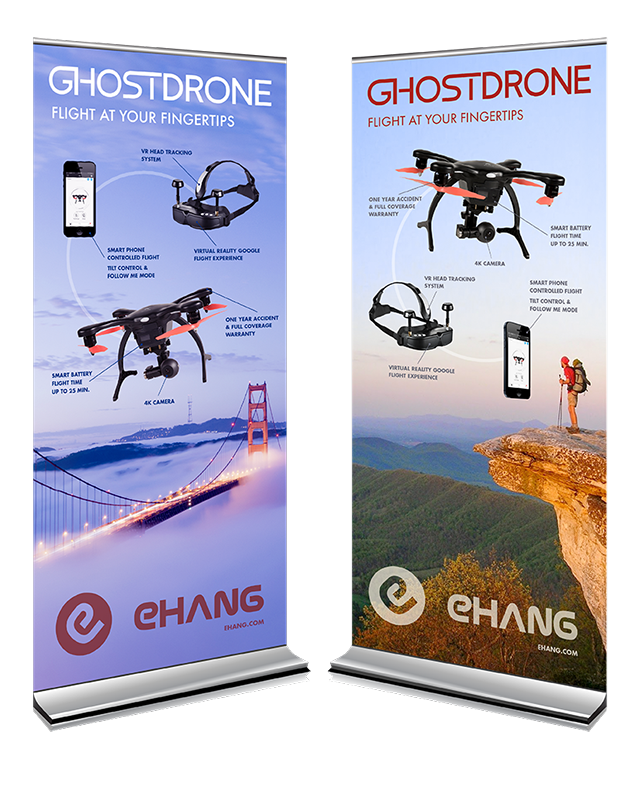 GHOSTDRONE
FLIGHT AT YOUR FINGERTIPS
VR HEAD TRACKING
SYSTEM
SMART PHONE
CONTROLLED FLIGHT
TILT CONTROL &
FOLLOW ME MODE
VIRTUAL REALITY GOOGLE
FLIGHT EXPERIENCE
ONE YEAR ACCIDENT
& FULL COVERAGE
WARRANTY
SMART BATTERY
FLIGHT TIME
UP TO 25 MIN.
4K CAMERA
eHANG
EHANG.COM
GHOSTDRONE
FLIGHT AT YOUR FINGERTIPS
ONE YEAR ACCIDENT
& FULL COVERAGE
WARRANTY
SMART BATTERY
FLIGHT TIME
UP TO 25 MIN.
4K CAMERA
VR HEAD TRACKING
SYSTEM
SMART PHONE
CONTROLLED FLIGHT
TILT CONTROL &
FOLLOW ME MODE
VIRTUAL REALITY GOOGLE
FLIGHT EXPERIENCE
eHANG
EHANG.COM